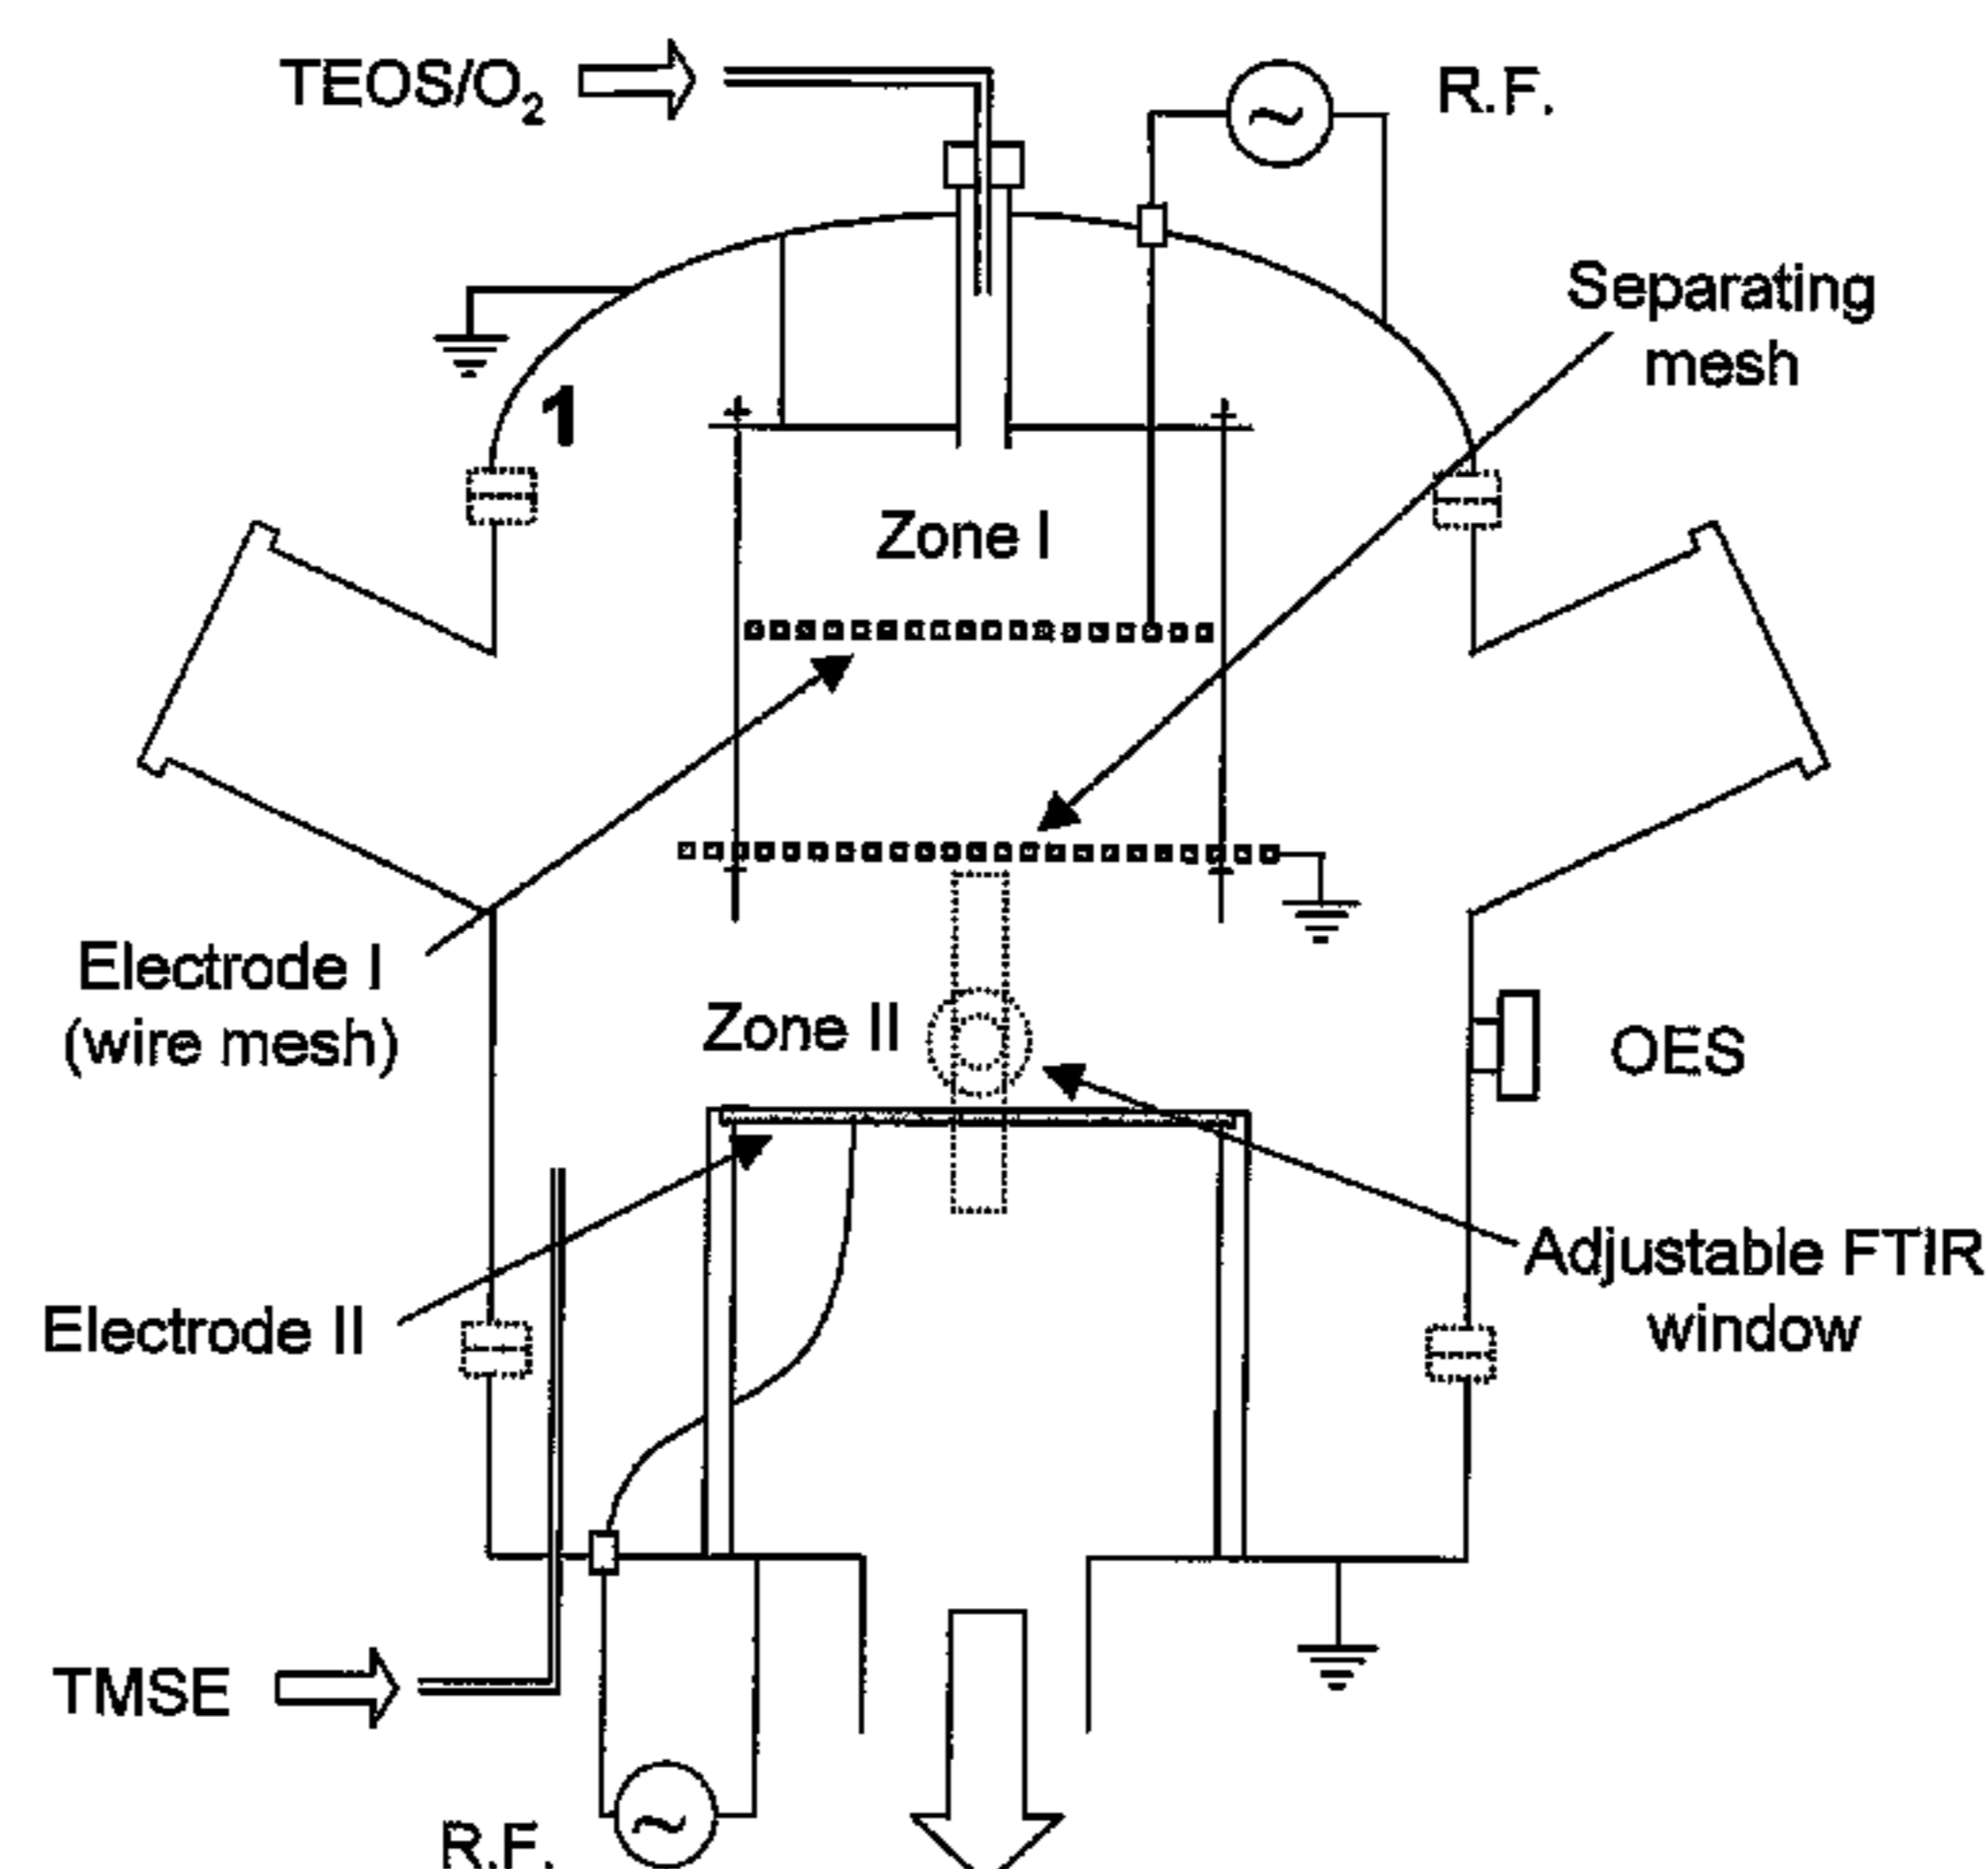 TEOS/O₂
R.F.
Separating
mesh
1
Zone I
Electrode I
(wire mesh)
Zone II
OES
Adjustable FTIR
window
Electrode II
TMSE
R.F.